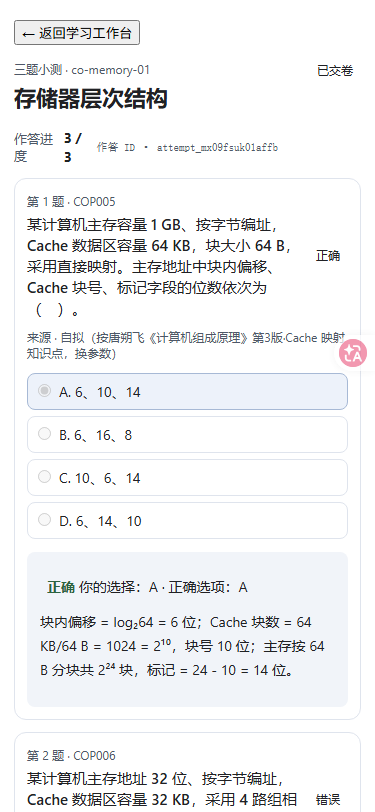 ← 返回学习工作台
三题小测 · co-memory-01
已交卷
存储器层次结构
作答进度
3 / 3
作答 ID · attempt_mx09fsuk01affb
第 1 题 · COP005
某计算机主存容量 1 GB、按字节编址，
Cache 数据区容量 64 KB，块大小 64 B，
采用直接映射。主存地址中块内偏移、
Cache 块号、标记字段的位数依次为
（　）。
正确
来源 · 自拟（按唐朔飞《计算机组成原理》第3版·Cache 映射
知识点，换参数）
A. 6、10、14
B. 6、16、8
C. 10、6、14
D. 6、14、10
正确 你的选择：A · 正确选项：A
块内偏移 = log₂64 = 6 位；Cache 块数 = 64
KB/64 B = 1024 = 2¹⁰，块号 10 位；主存按 64
B 分块共 2²⁴ 块，标记 = 24 - 10 = 14 位。
第 2 题 · COP006
某计算机主存地址 32 位、按字节编址，
Cache 数据区容量 32 KB，采用 4 路组相
错误